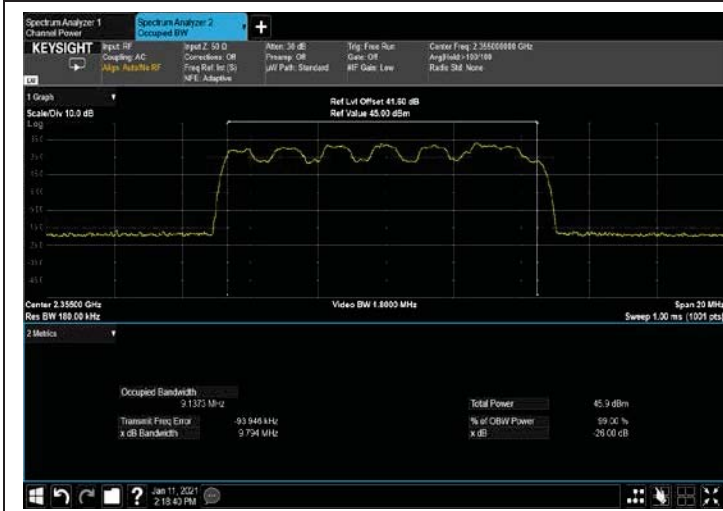 Spectrum Analyzer 1
Channel Power
Spectrum Analyzer 2
Occupied BW
+
KEYSIGHT
Input: RF
Coupling: AC
Align: Auto/No RF
Input Z: 50 Ω
Corrections: Off
Freq Ref: Int (S)
NFE: Adaptive
Atten: 30 dB
Preamp: Off
µW Path: Standard
Trig: Free Run
Gate: Off
#IF Gain: Low
Center Freq: 2.355000000 GHz
Avg|Hold:>100/100
Radio Std: None
1 Graph
Scale/Div 10.0 dB
Ref Lvl Offset 41.60 dB
Ref Value 45.00 dBm
Log
Center 2.35500 GHz
Res BW 180.00 kHz
Video BW 1.8000 MHz
Span 20 MHz
Sweep 1.00 ms (1001 pts)
2 Metrics
Occupied Bandwidth
9.1373 MHz
Total Power 45.9 dBm
Transmit Freq Error -93.946 kHz
% of OBW Power 99.00 %
x dB Bandwidth 9.794 MHz
x dB -26.00 dB
?
Jan 11, 2021
2:18:40 PM